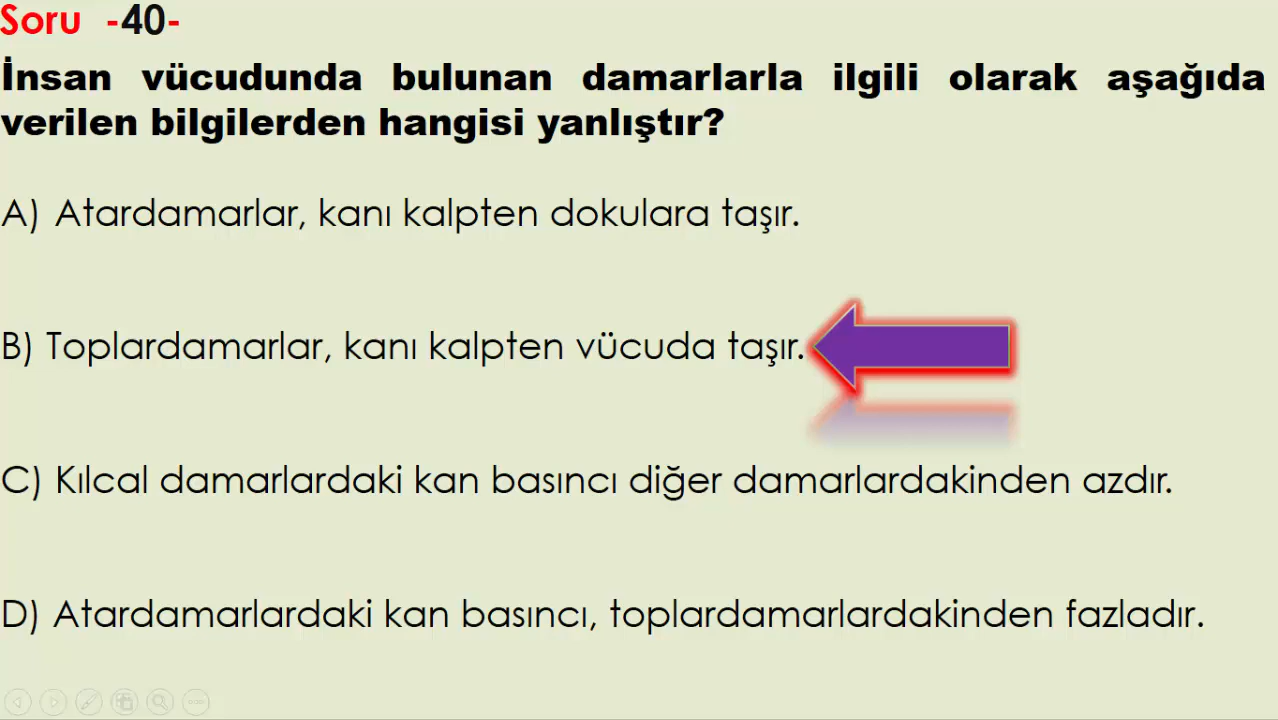 Soru -40-
İnsan vücudunda bulunan damarlarla ilgili olarak aşağıda
verilen bilgilerden hangisi yanlıştır?
A) Atardamarlar, kanı kalpten dokulara taşır.
B) Toplardamarlar, kanı kalpten vücuda taşır.
C) Kılcal damarlardaki kan basıncı diğer damarlardakinden azdır.
D) Atardamarlardaki kan basıncı, toplardamarlardakinden fazladır.